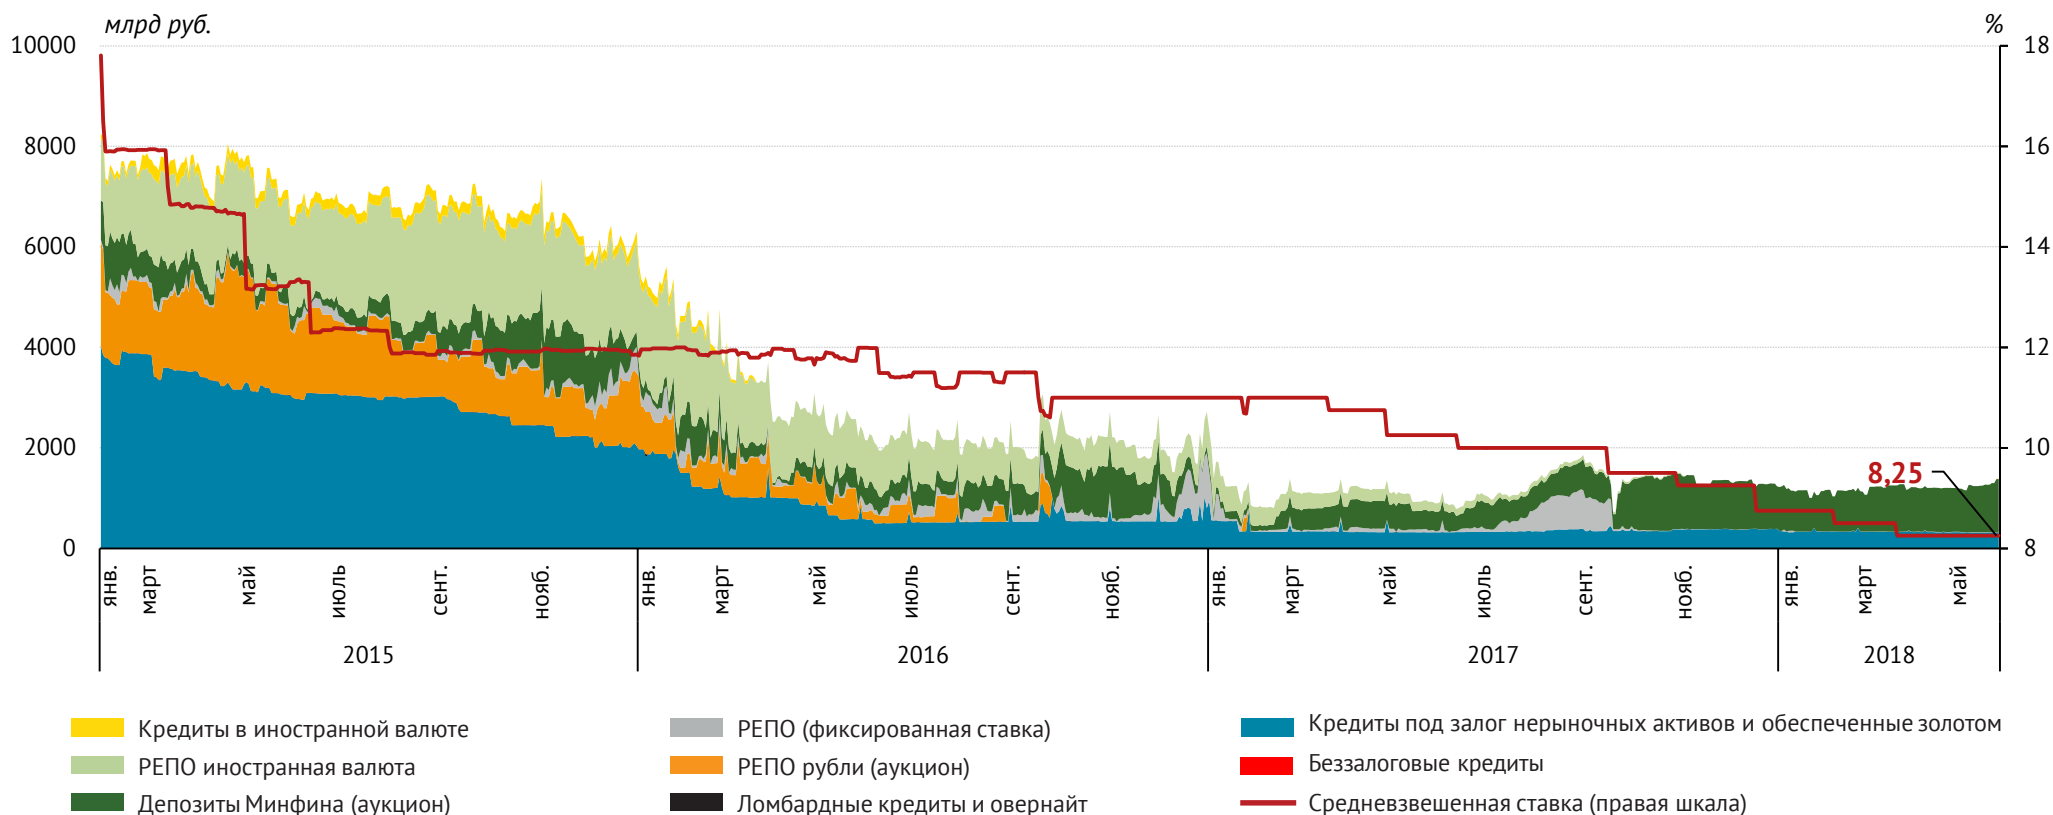 млрд руб. %
10000 18
8000 16
6000 14
4000 12
2000 10
0 8
8,25
янв. март май июль сент. нояб. янв. март май июль сент. нояб. янв. март май июль сент. нояб. янв. март май
2015 2016 2017 2018
Кредиты в иностранной валюте
РЕПО иностранная валюта
Депозиты Минфина (аукцион)
РЕПО (фиксированная ставка)
РЕПО рубли (аукцион)
Ломбардные кредиты и овернайт
Кредиты под залог нерыночных активов и обеспеченные золотом
Беззалоговые кредиты
Средневзвешенная ставка (правая шкала)